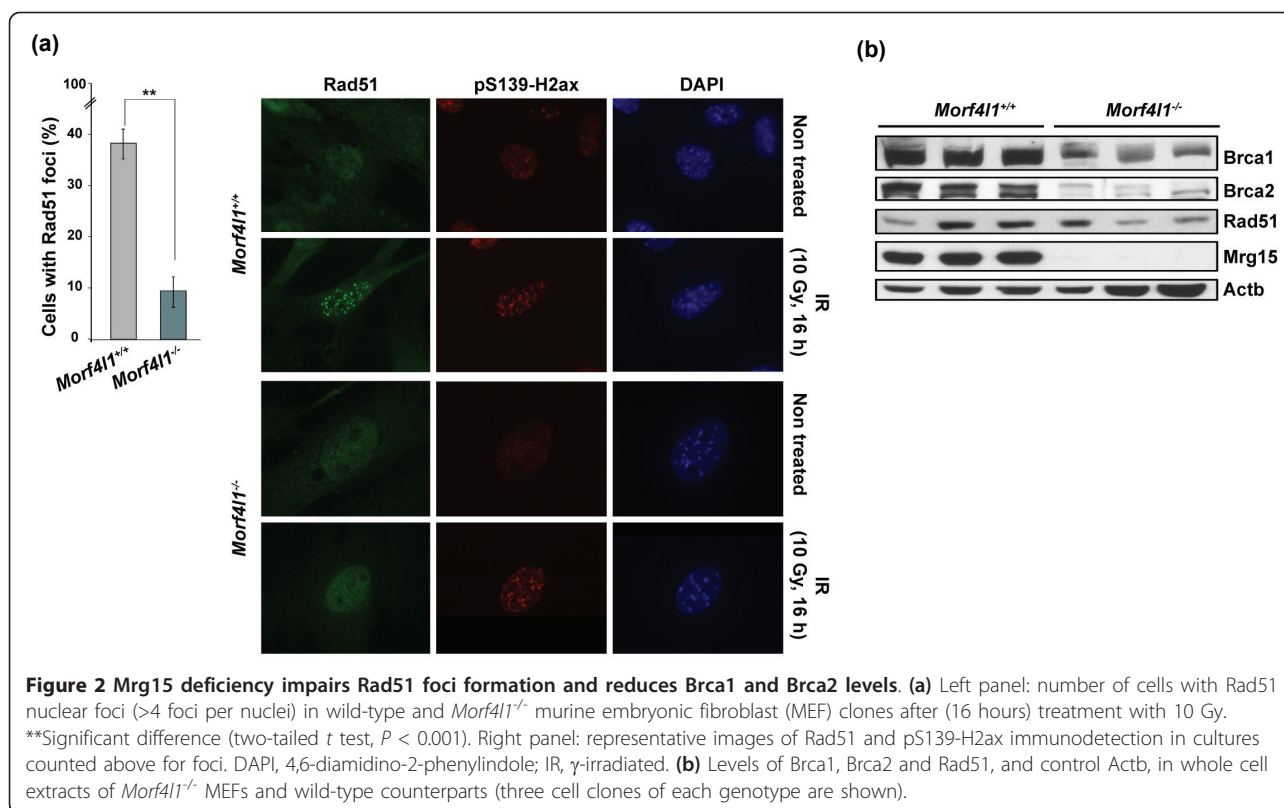 (a)
100
**
40
30
20
10
0
Cells with Rad51 foci (%)
Morf4l1+/+
Morf4l1-/-
Rad51 pS139-H2ax DAPI
Morf4l1+/+
Non treated
IR
(10 Gy, 16 h)
Morf4l1-/-
Non treated
IR
(10 Gy, 16 h)
(b)
Morf4l1+/+ Morf4l1-/-
Brca1
Brca2
Rad51
Mrg15
Actb
Figure 2 Mrg15 deficiency impairs Rad51 foci formation and reduces Brca1 and Brca2 levels. (a) Left panel: number of cells with Rad51
nuclear foci (>4 foci per nuclei) in wild-type and Morf4l1-/- murine embryonic fibroblast (MEF) clones after (16 hours) treatment with 10 Gy.
**Significant difference (two-tailed t test, P < 0.001). Right panel: representative images of Rad51 and pS139-H2ax immunodetection in cultures
counted above for foci. DAPI, 4,6-diamidino-2-phenylindole; IR, γ-irradiated. (b) Levels of Brca1, Brca2 and Rad51, and control Actb, in whole cell
extracts of Morf4l1-/- MEFs and wild-type counterparts (three cell clones of each genotype are shown).